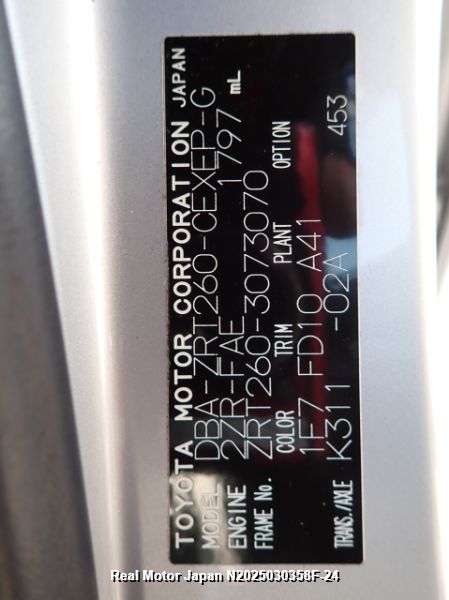 TOYOTA MOTOR CORPORATION JAPAN
MODEL DBA-ZRT260-CEXEP-G
ENGINE 2ZR-FAE 1797 mL
FRAME No. ZRT260-3073070
COLOR TRIM PLANT OPTION
1F7 FD10 A41 453
TRANS./AXLE K311 -02A
Real Motor Japan N2025030358F-24